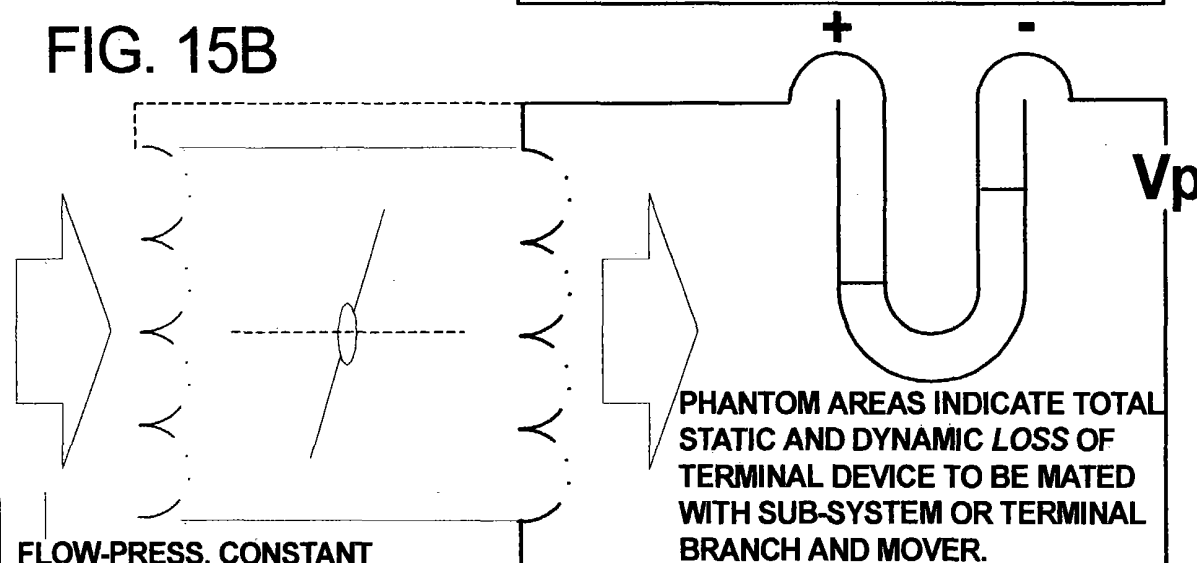 FIG. 15B
+ -
Vp
PHANTOM AREAS INDICATE TOTAL
STATIC AND DYNAMIC LOSS OF
TERMINAL DEVICE TO BE MATED
WITH SUB-SYSTEM OR TERMINAL
BRANCH AND MOVER.
FLOW-PRESS. CONSTANT